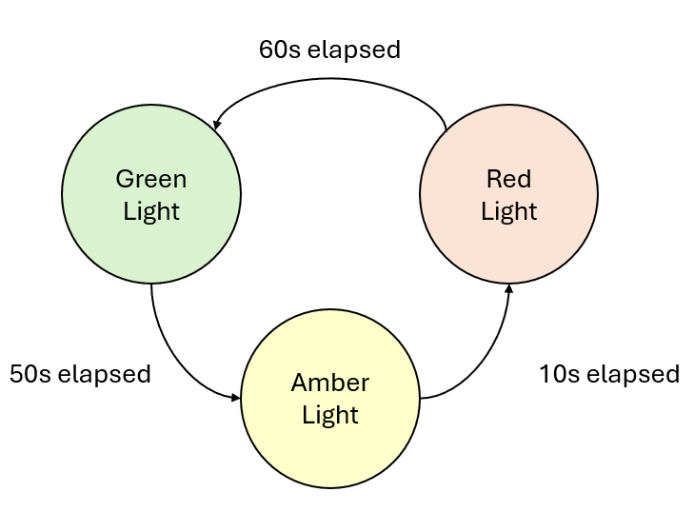 60s elapsed
Green
Light
Red
Light
50s elapsed
Amber
Light
10s elapsed